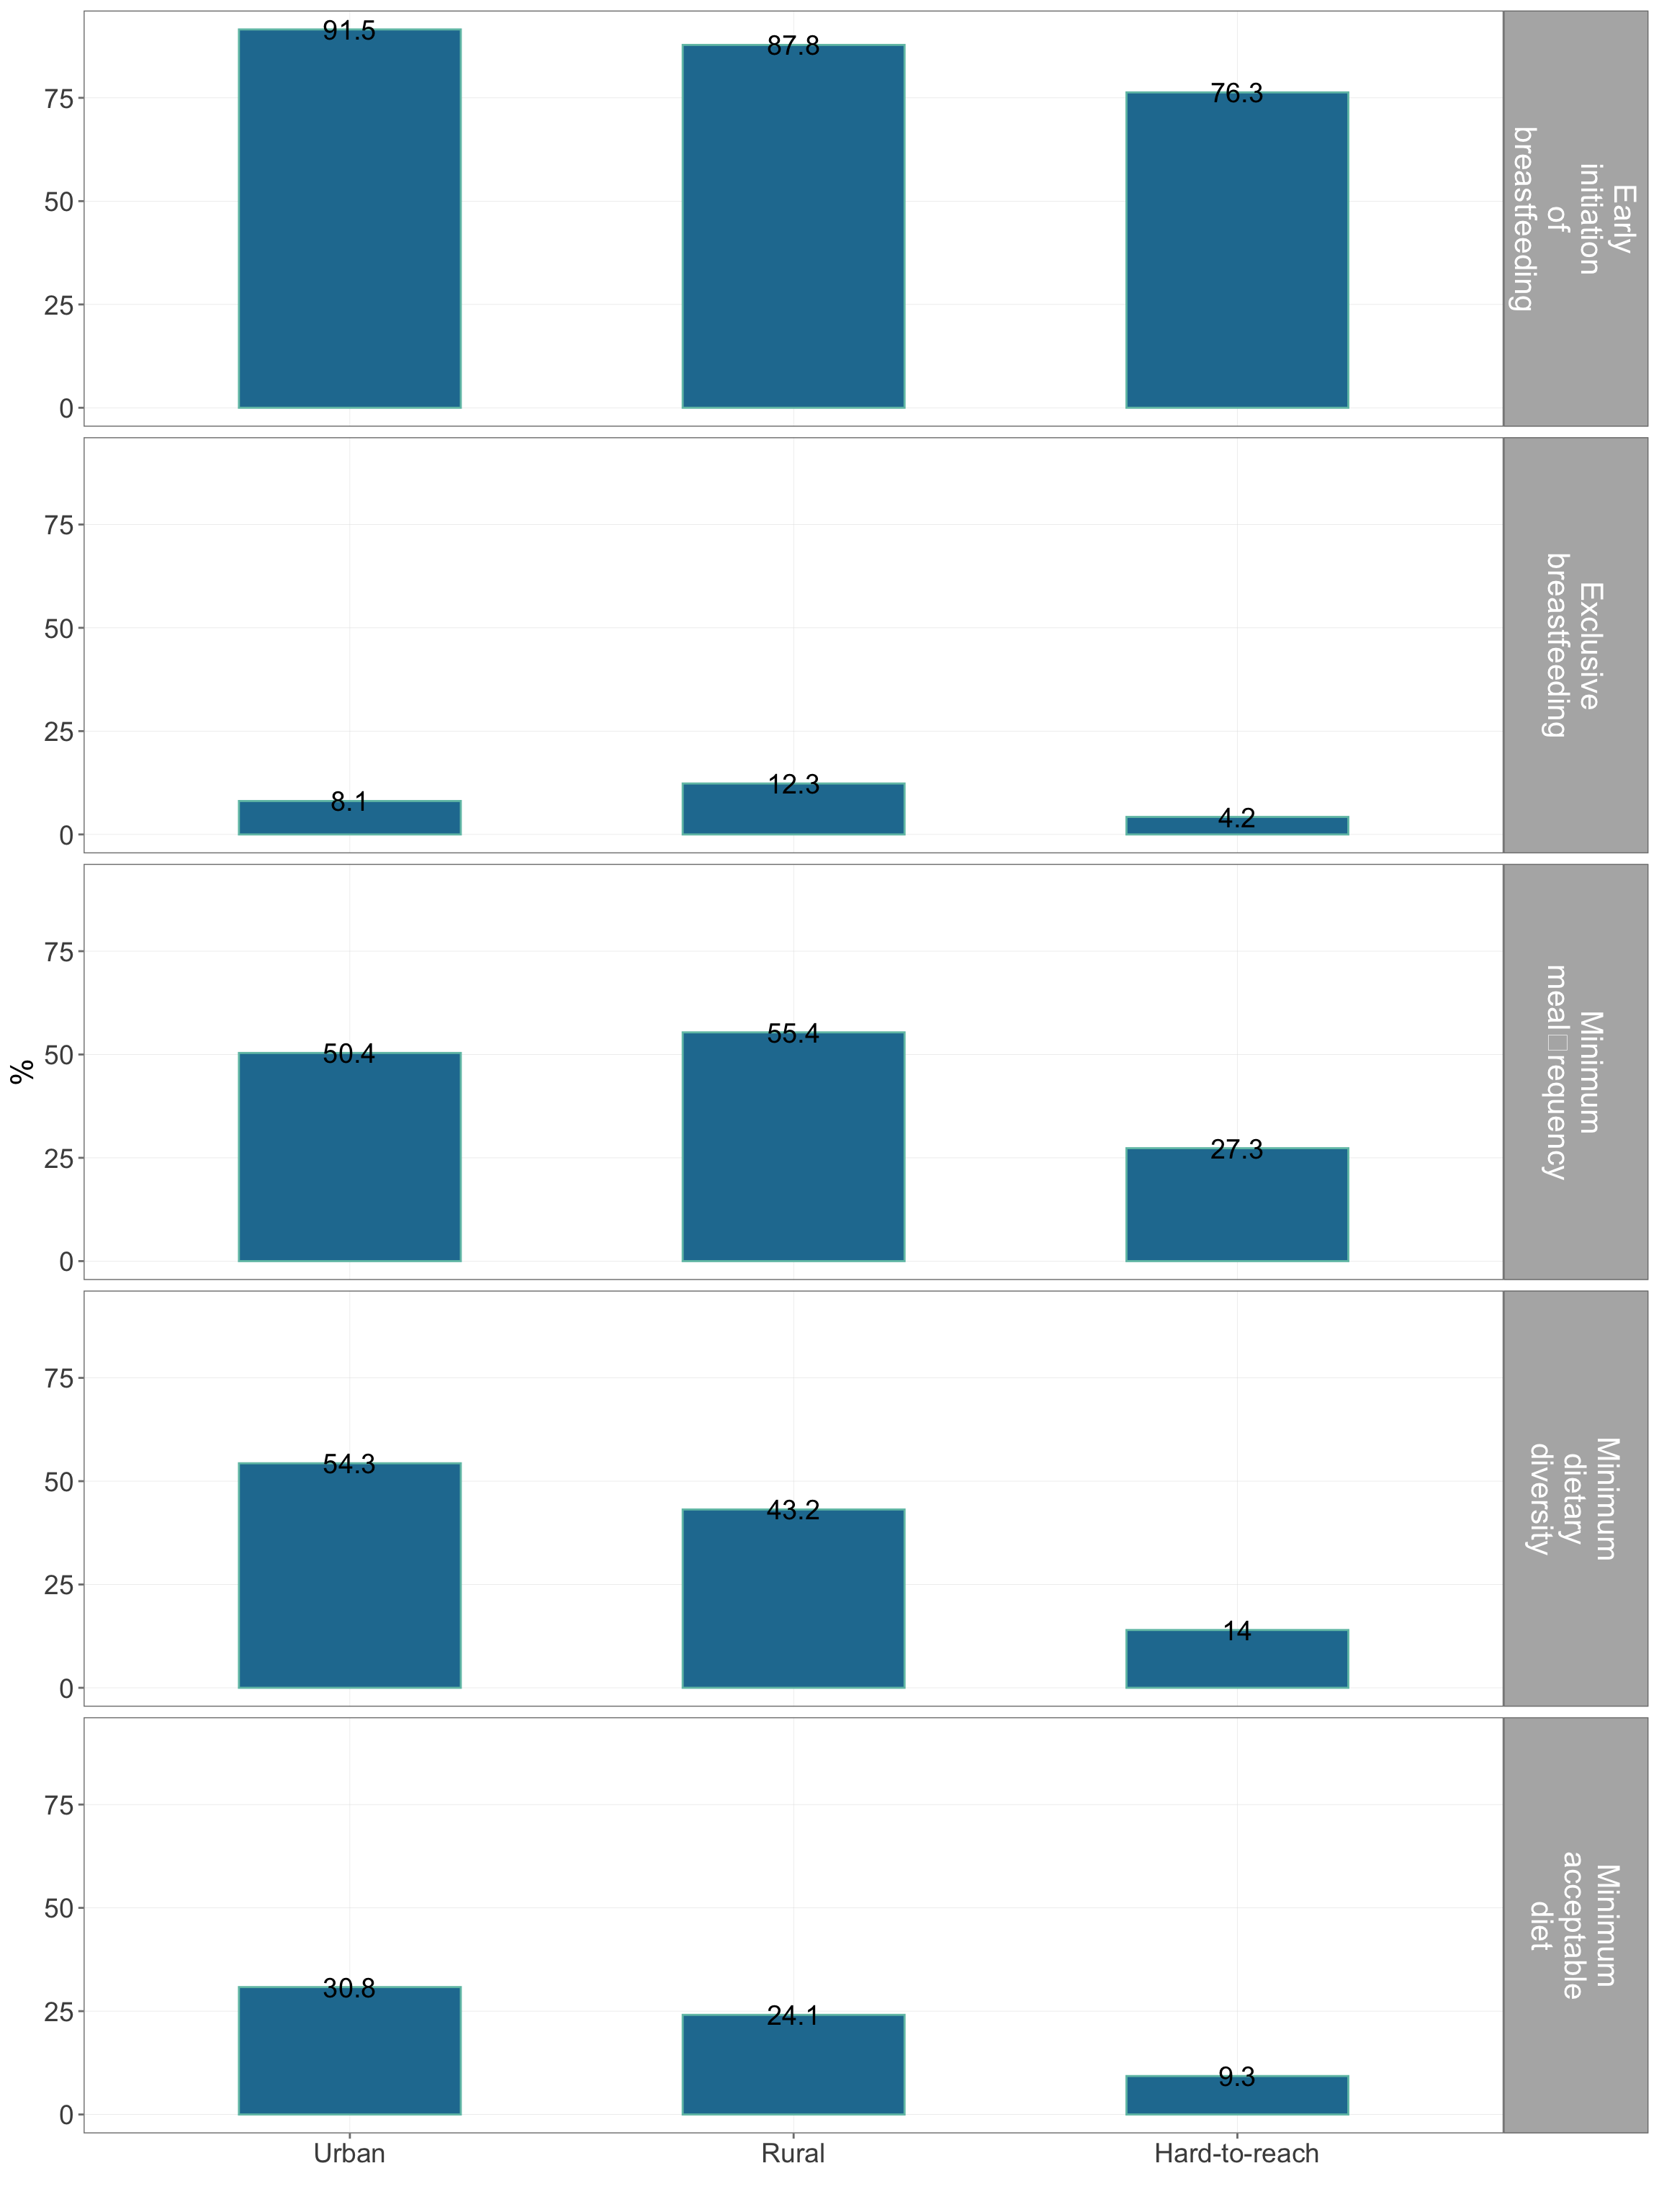 91.5
87.8
76.3
75
50
25
0
Early
initiation
of
breastfeeding
8.1
12.3
4.2
75
50
25
0
Exclusive
breastfeeding
50.4
55.4
27.3
75
50
25
0
Minimum
meal□requency
%
54.3
43.2
14
75
50
25
0
Minimum
dietary
diversity
30.8
24.1
9.3
75
50
25
0
Minimum
acceptable
diet
Urban
Rural
Hard-to-reach